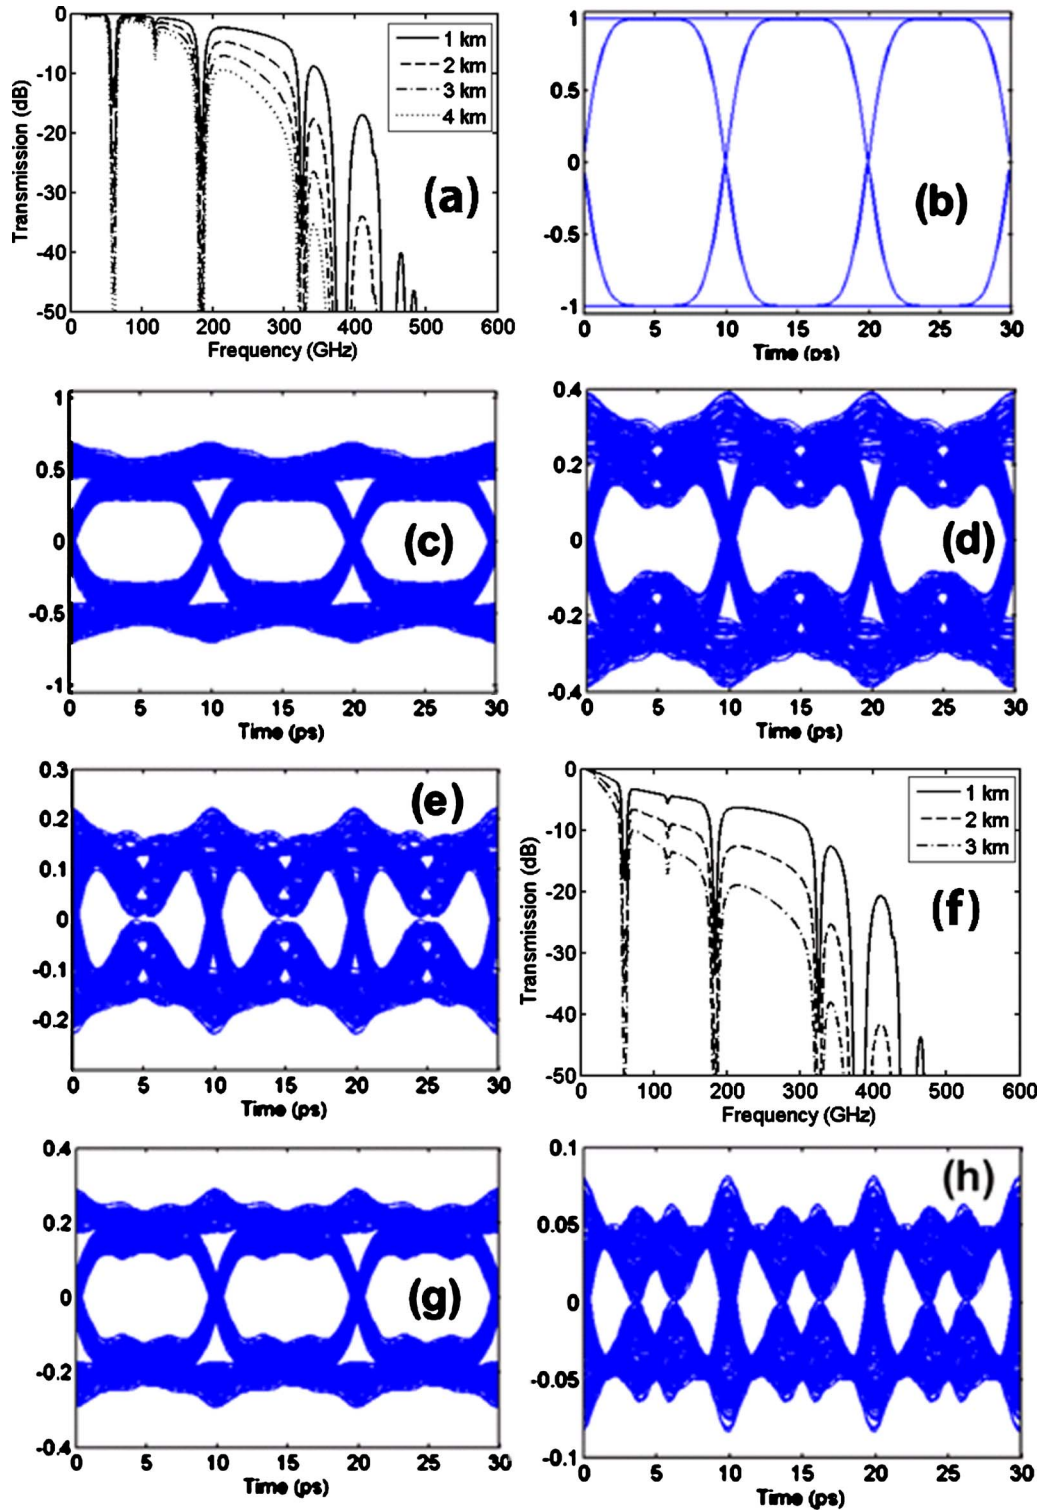 0
-10
-20
-30
-40
-50
Transmission (dB)
0 100 200 300 400 500 600
Frequency (GHz)
1 km
2 km
3 km
4 km
(a)
1
0.5
0
-0.5
-1
0 5 10 15 20 25 30
Time (ps)
(b)
1
0.5
0
-0.5
-1
0 5 10 15 20 25 30
Time (ps)
(c)
0.4
0.2
0
-0.2
-0.4
0 5 10 15 20 25 30
Time (ps)
(d)
0.3
0.2
0.1
0
-0.1
-0.2
0 5 10 15 20 25 30
Time (ps)
(e)
0
-10
-20
-30
-40
-50
Transmission (dB)
0 100 200 300 400 500 600
Frequency (GHz)
1 km
2 km
3 km
(f)
0.4
0.2
0
-0.2
-0.4
0 5 10 15 20 25 30
Time (ps)
(g)
0.1
0.05
0
-0.05
-0.1
0 5 10 15 20 25 30
Time (ps)
(h)